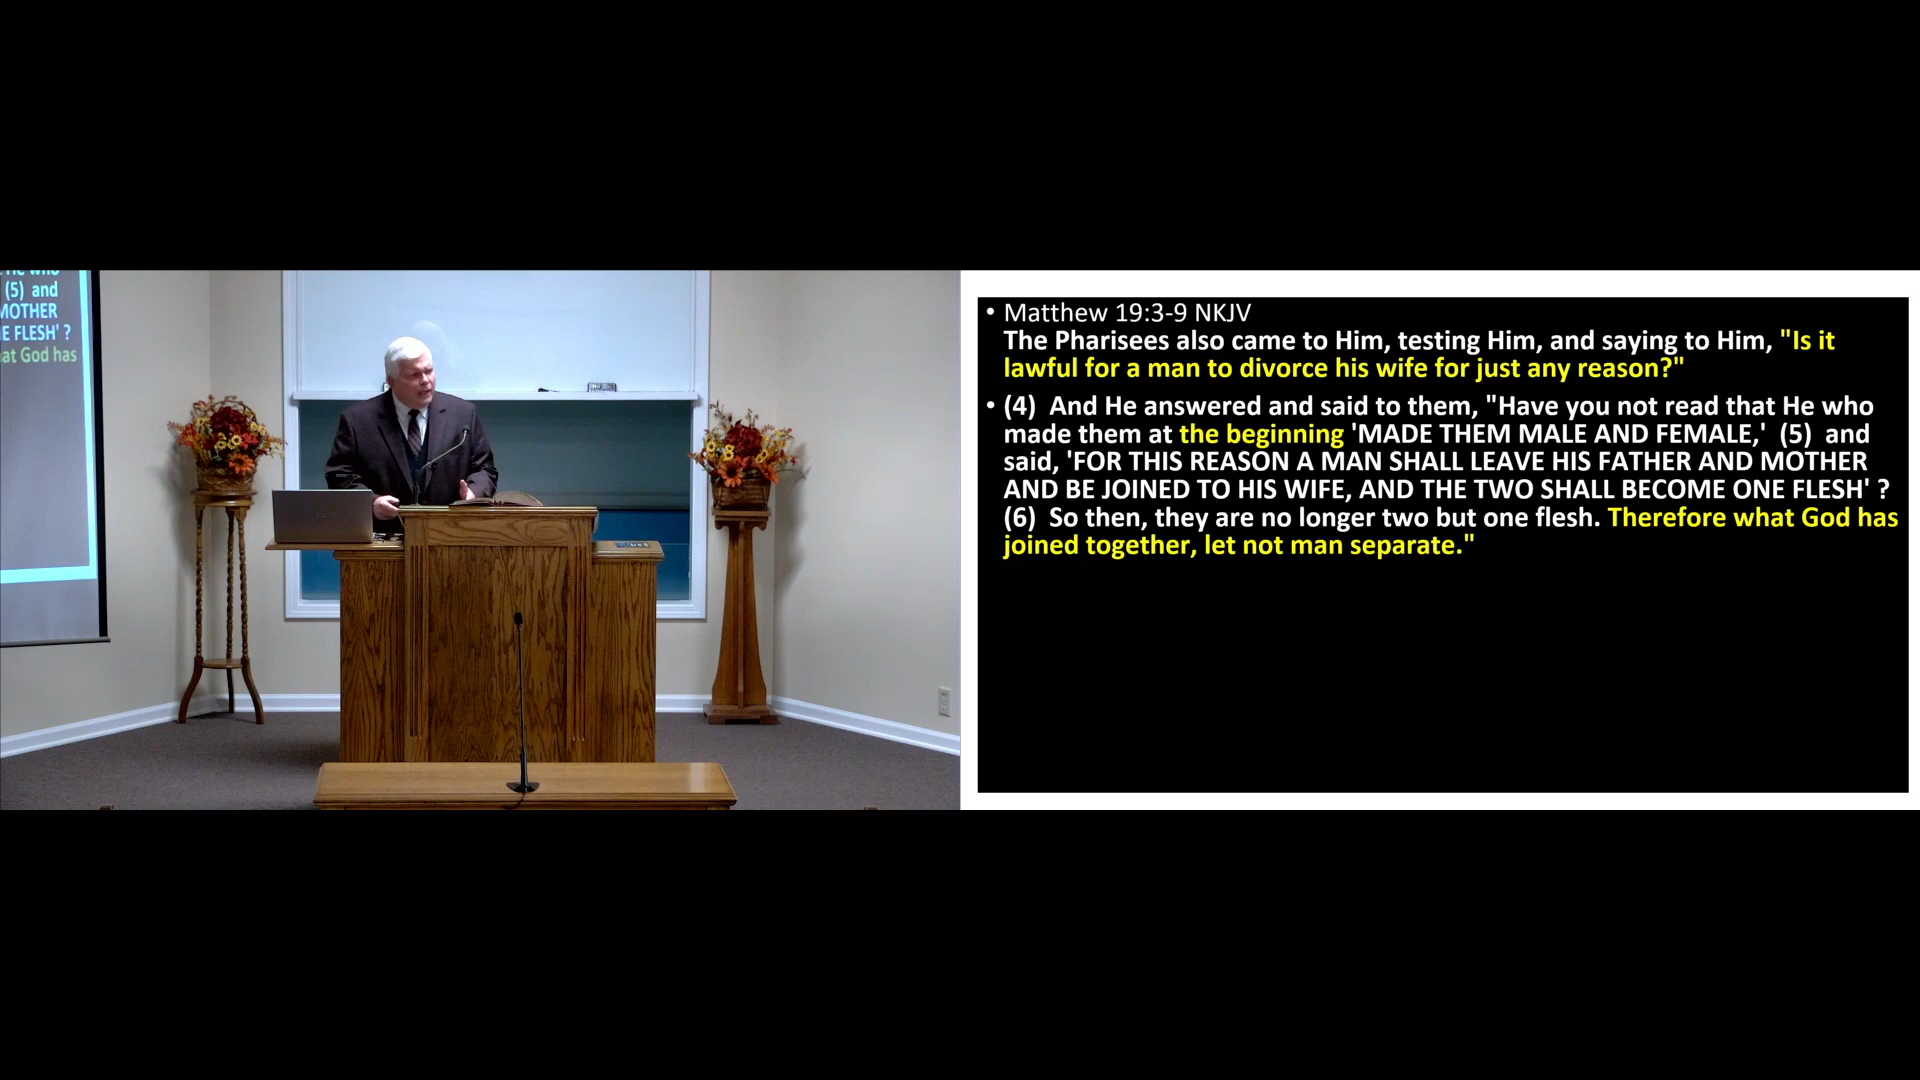 He who
(5) and
MOTHER
E FLESH' ?
at God has
• Matthew 19:3-9 NKJV
The Pharisees also came to Him, testing Him, and saying to Him, "Is it
lawful for a man to divorce his wife for just any reason?"
• (4) And He answered and said to them, "Have you not read that He who
made them at the beginning 'MADE THEM MALE AND FEMALE,' (5) and
said, 'FOR THIS REASON A MAN SHALL LEAVE HIS FATHER AND MOTHER
AND BE JOINED TO HIS WIFE, AND THE TWO SHALL BECOME ONE FLESH' ?
(6) So then, they are no longer two but one flesh. Therefore what God has
joined together, let not man separate."